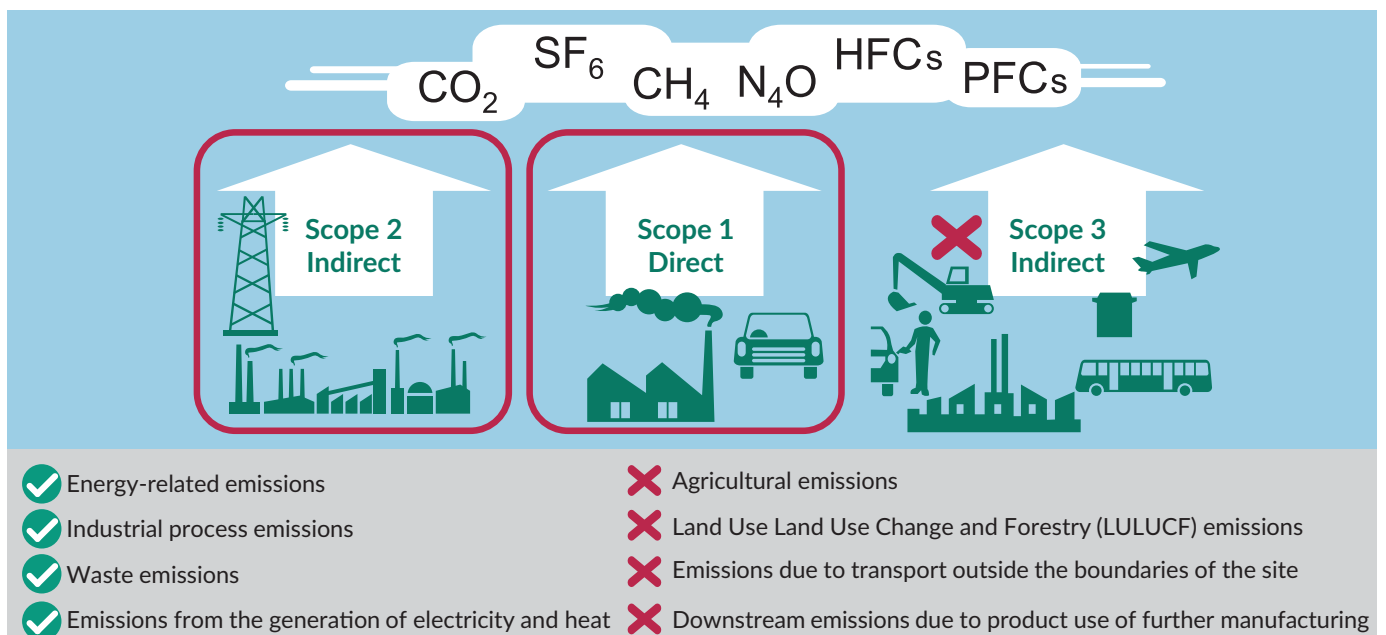 CO₂ SF₆ CH₄ N₄O HFCs PFCs
Scope 2
Indirect
Scope 1
Direct
Scope 3
Indirect
Energy-related emissions
Industrial process emissions
Waste emissions
Emissions from the generation of electricity and heat
Agricultural emissions
Land Use Land Use Change and Forestry (LULUCF) emissions
Emissions due to transport outside the boundaries of the site
Downstream emissions due to product use of further manufacturing